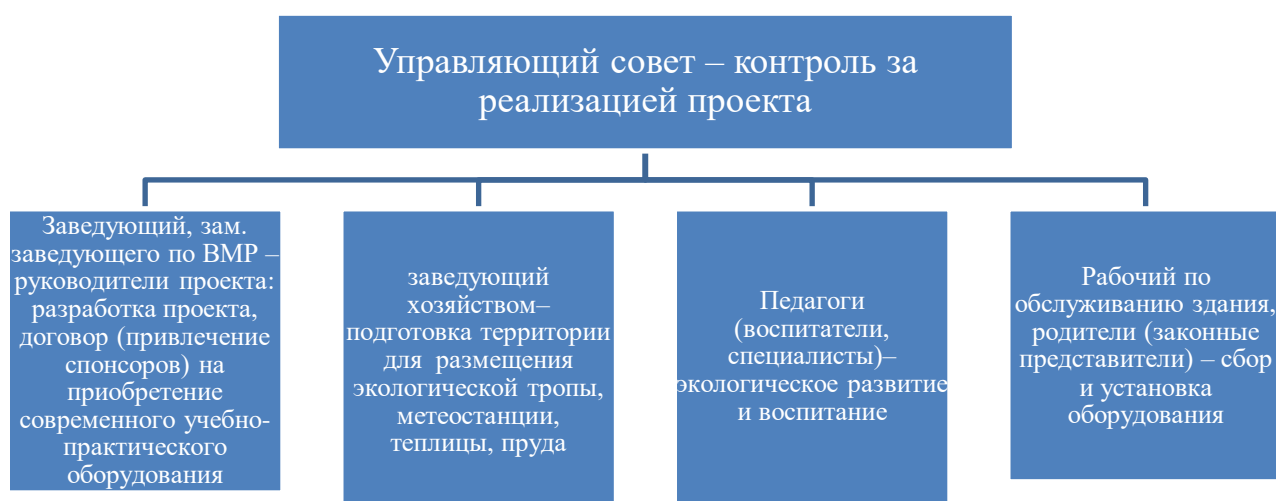 Управляющий совет – контроль за
реализацией проекта
Заведующий, зам.
заведующего по ВМР –
руководители проекта:
разработка проекта,
договор (привлечение
спонсоров) на
приобретение
современного учебно-
практического
оборудования
заведующий
хозяйством–
подготовка территории
для размещения
экологической тропы,
метеостанции,
теплицы, пруда
Педагоги
(воспитатели,
специалисты)–
экологическое развитие
и воспитание
Рабочий по
обслуживанию здания,
родители (законные
представители) – сбор
и установка
оборудования